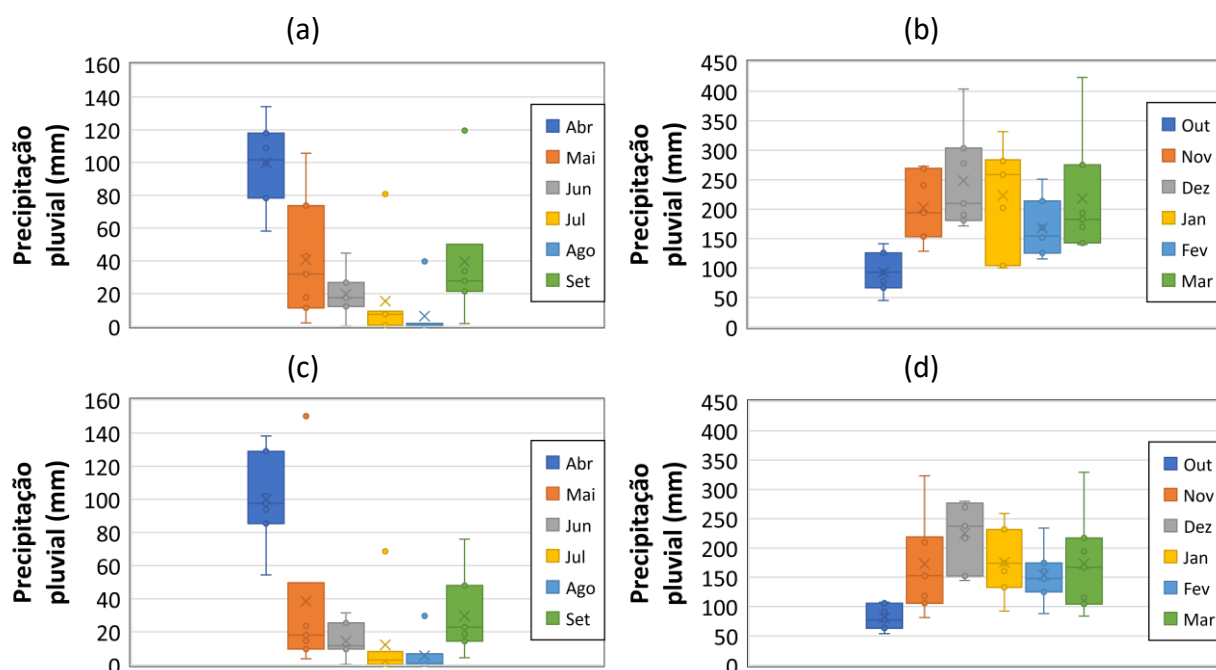 (a)
Precipitação
pluvial (mm)
160
140
120
100
80
60
40
20
0
Abr
Mai
Jun
Jul
Ago
Set
(b)
Precipitação
pluvial (mm)
450
400
350
300
250
200
150
100
50
0
Out
Nov
Dez
Jan
Fev
Mar
(c)
Precipitação
pluvial (mm)
160
140
120
100
80
60
40
20
0
Abr
Mai
Jun
Jul
Ago
Set
(d)
Precipitação
pluvial (mm)
450
400
350
300
250
200
150
100
50
0
Out
Nov
Dez
Jan
Fev
Mar